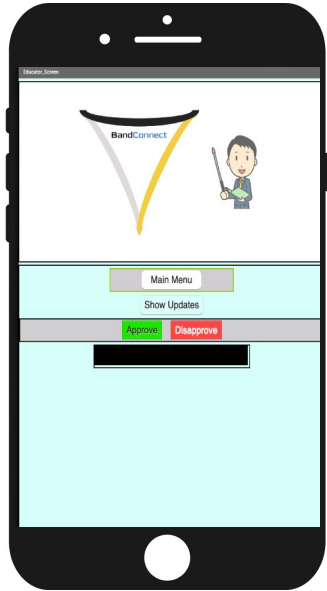 Educator_Screen
BandConnect
Main Menu
Show Updates
Approve Disapprove